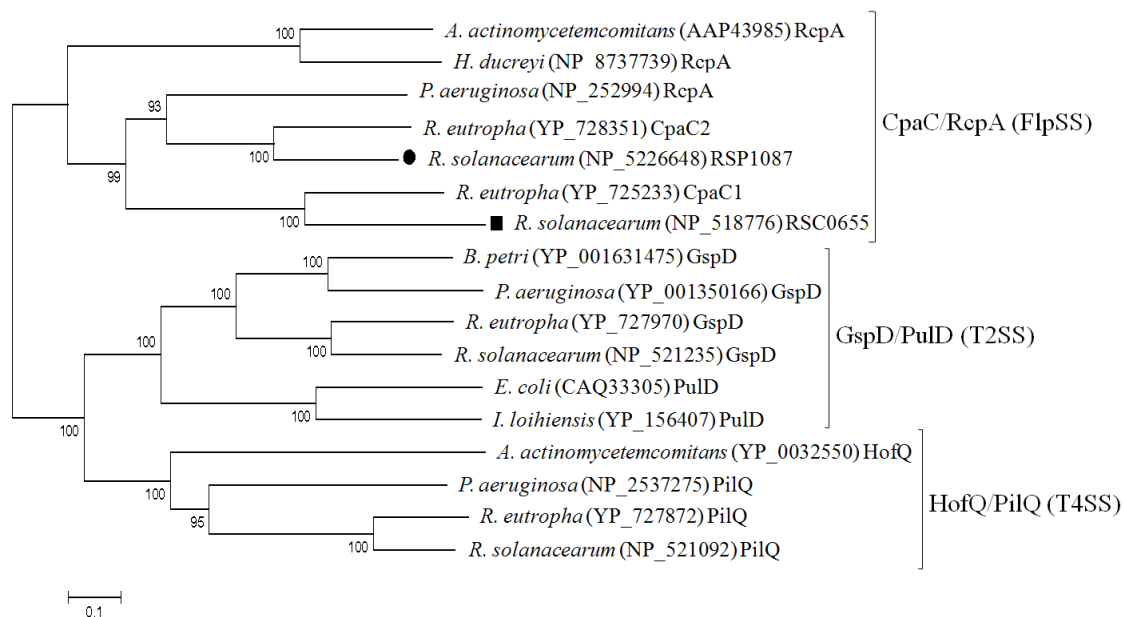 100
A. actinomycetemcomitans (AAP43985) RcpA
H. ducreyi (NP_8737739) RcpA
93
P. aeruginosa (NP_252994) RcpA
R. eutropha (YP_728351) CpaC2
100
R. solanacearum (NP_5226648) RSP1087
CpaC/RcpA (FlpSS)
99
R. eutropha (YP_725233) CpaC1
100
R. solanacearum (NP_518776) RSC0655
100
B. petri (YP_001631475) GspD
100
P. aeruginosa (YP_001350166) GspD
R. eutropha (YP_727970) GspD
100
R. solanacearum (NP_521235) GspD
GspD/PulD (T2SS)
100
E. coli (CAQ33305) PulD
100
I. loihiensis (YP_156407) PulD
100
A. actinomycetemcomitans (YP_0032550) HofQ
100
P. aeruginosa (NP_2537275) PilQ
95
R. eutropha (YP_727872) PilQ
100
R. solanacearum (NP_521092) PilQ
HofQ/PilQ (T4SS)
0.1